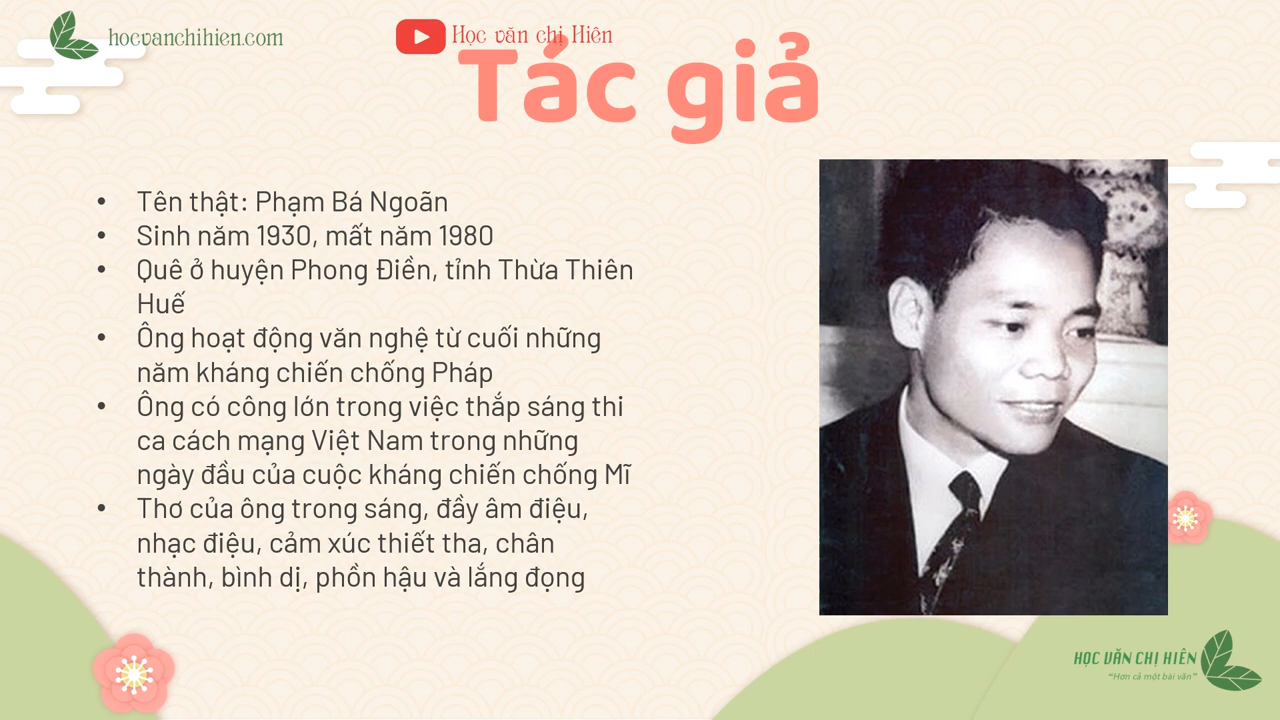 hocvanchihien.com
Học văn chị Hiên
Tác giả
• Tên thật: Phạm Bá Ngoãn
• Sinh năm 1930, mất năm 1980
• Quê ở huyện Phong Điền, tỉnh Thừa Thiên
Huế
• Ông hoạt động văn nghệ từ cuối những
năm kháng chiến chống Pháp
• Ông có công lớn trong việc thắp sáng thi
ca cách mạng Việt Nam trong những
ngày đầu của cuộc kháng chiến chống Mĩ
• Thơ của ông trong sáng, đầy âm điệu,
nhạc điệu, cảm xúc thiết tha, chân
thành, bình dị, phồn hậu và lắng đọng
HỌC VĂN CHỊ HIÊN
"Hơn cả một bài văn"